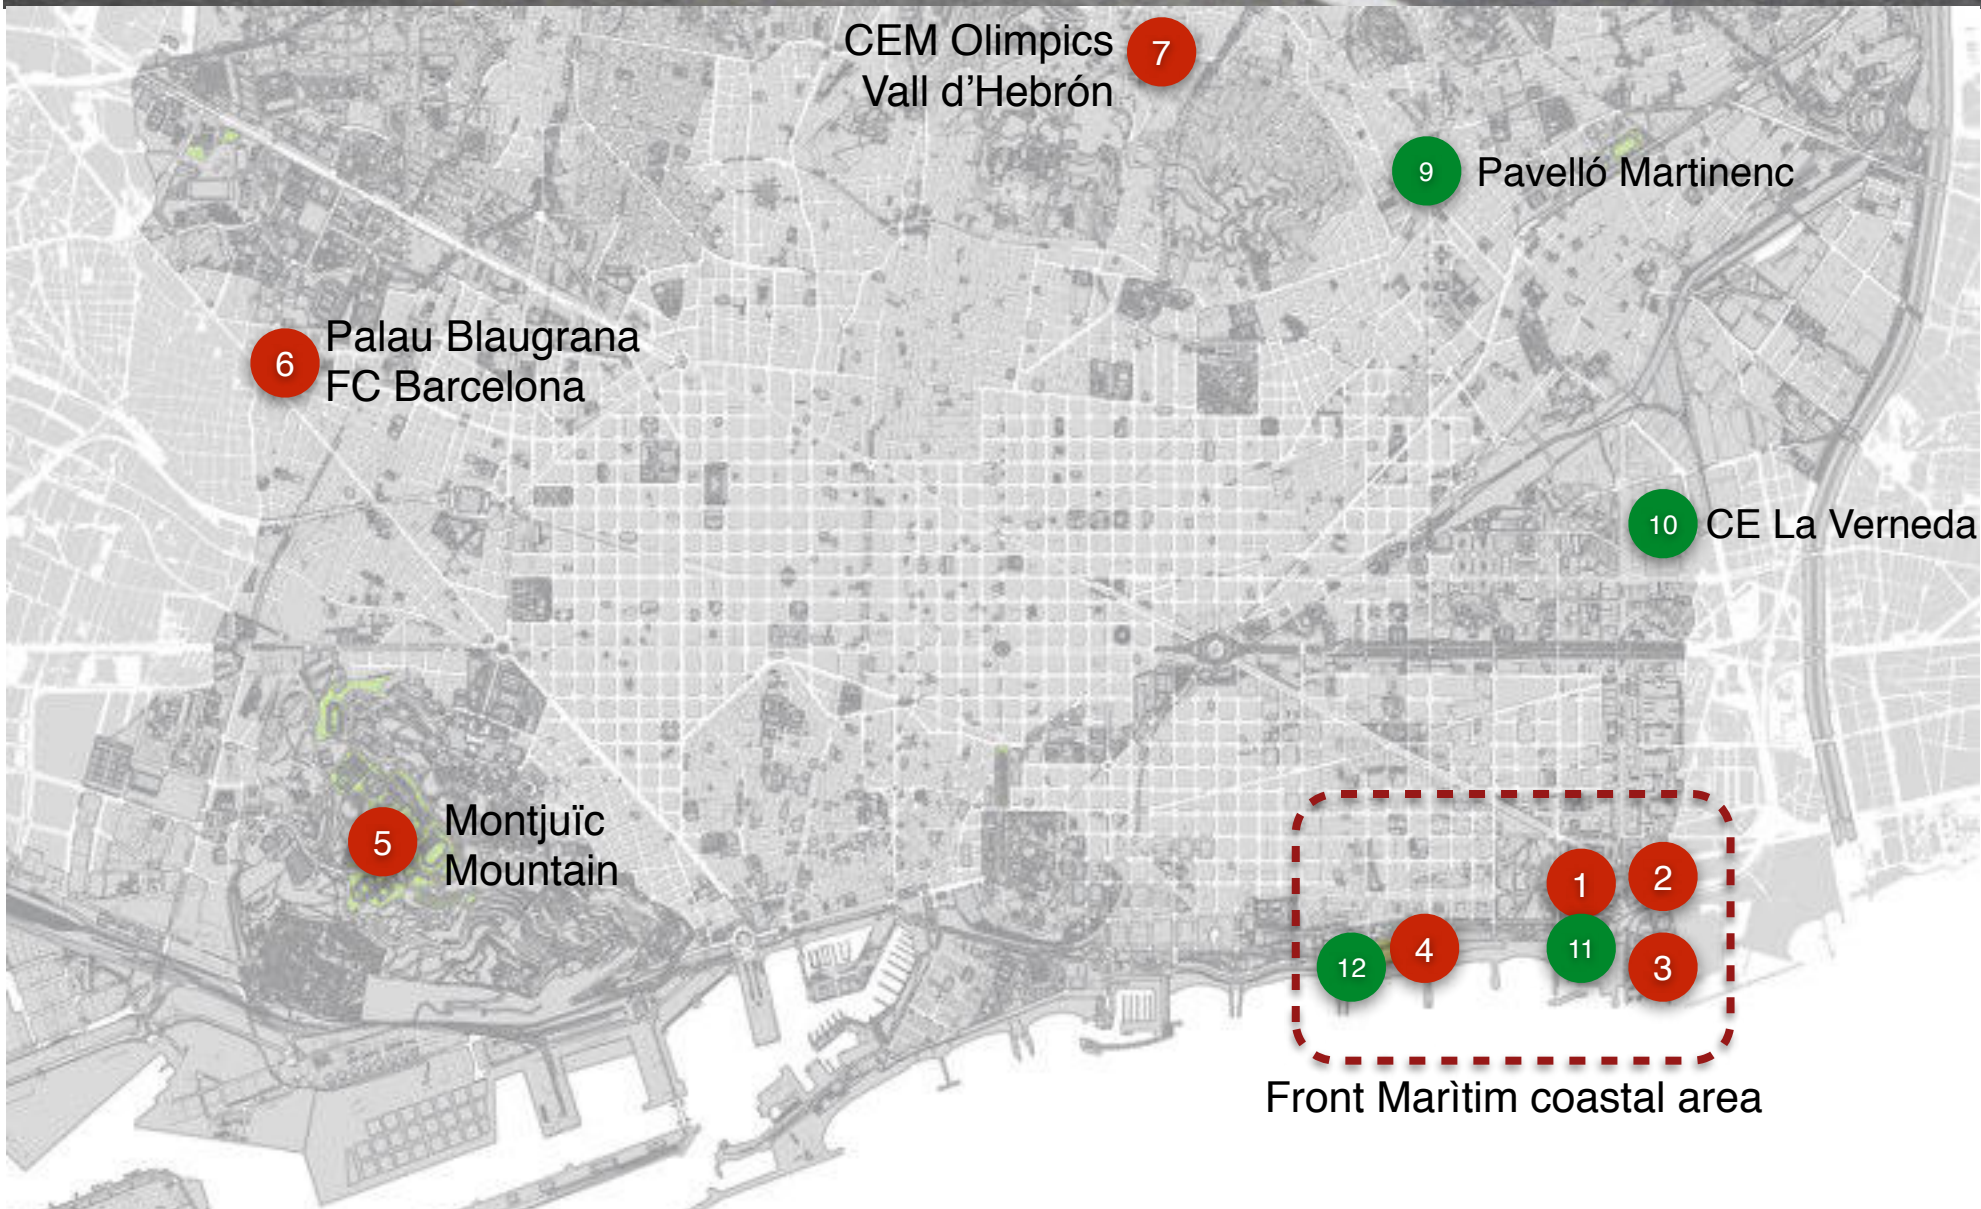 CEM Olimpics
Vall d'Hebrón
7
9
Pavelló Martinenc
6
Palau Blaugrana
FC Barcelona
10
CE La Verneda
5
Montjuïc
Mountain
1
2
12
4
11
3
Front Marìtim coastal area